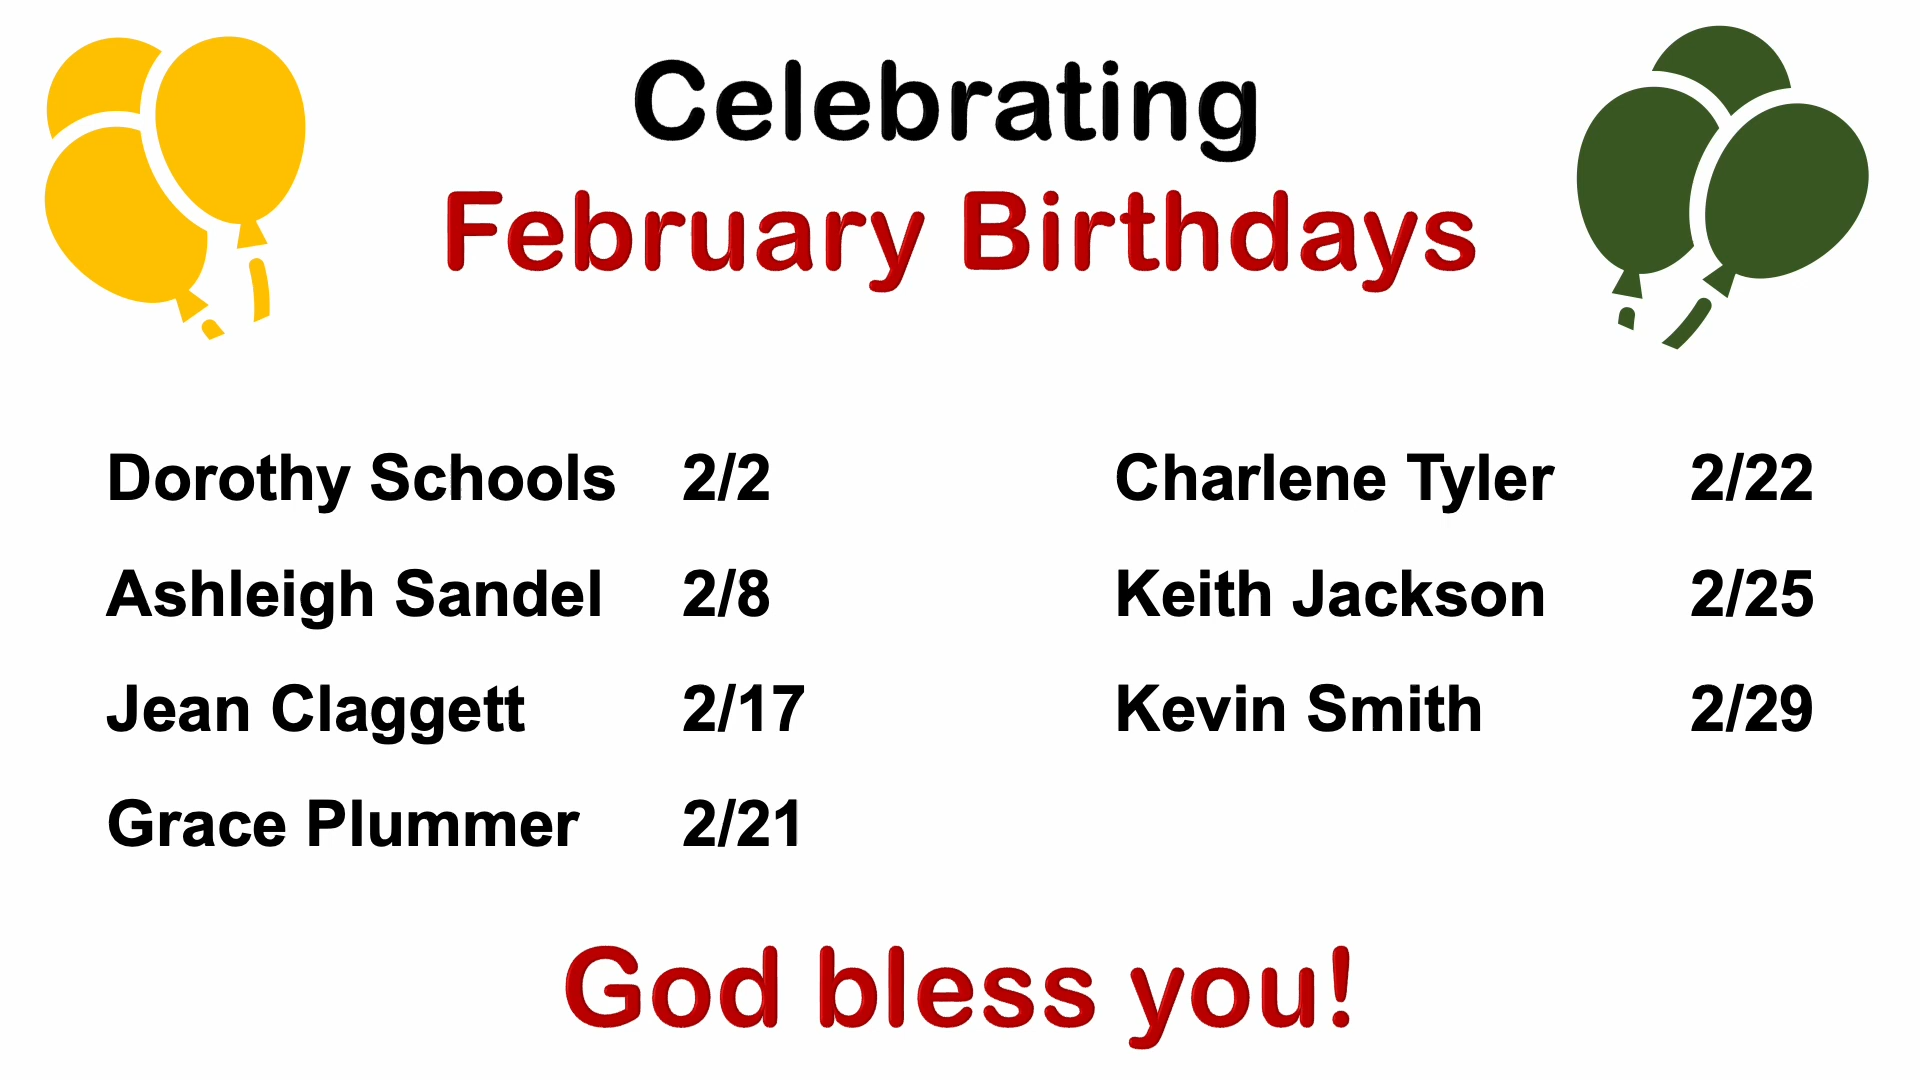 Celebrating
February Birthdays
Dorothy Schools 2/2
Ashleigh Sandel 2/8
Jean Claggett 2/17
Grace Plummer 2/21
Charlene Tyler 2/22
Keith Jackson 2/25
Kevin Smith 2/29
God bless you!